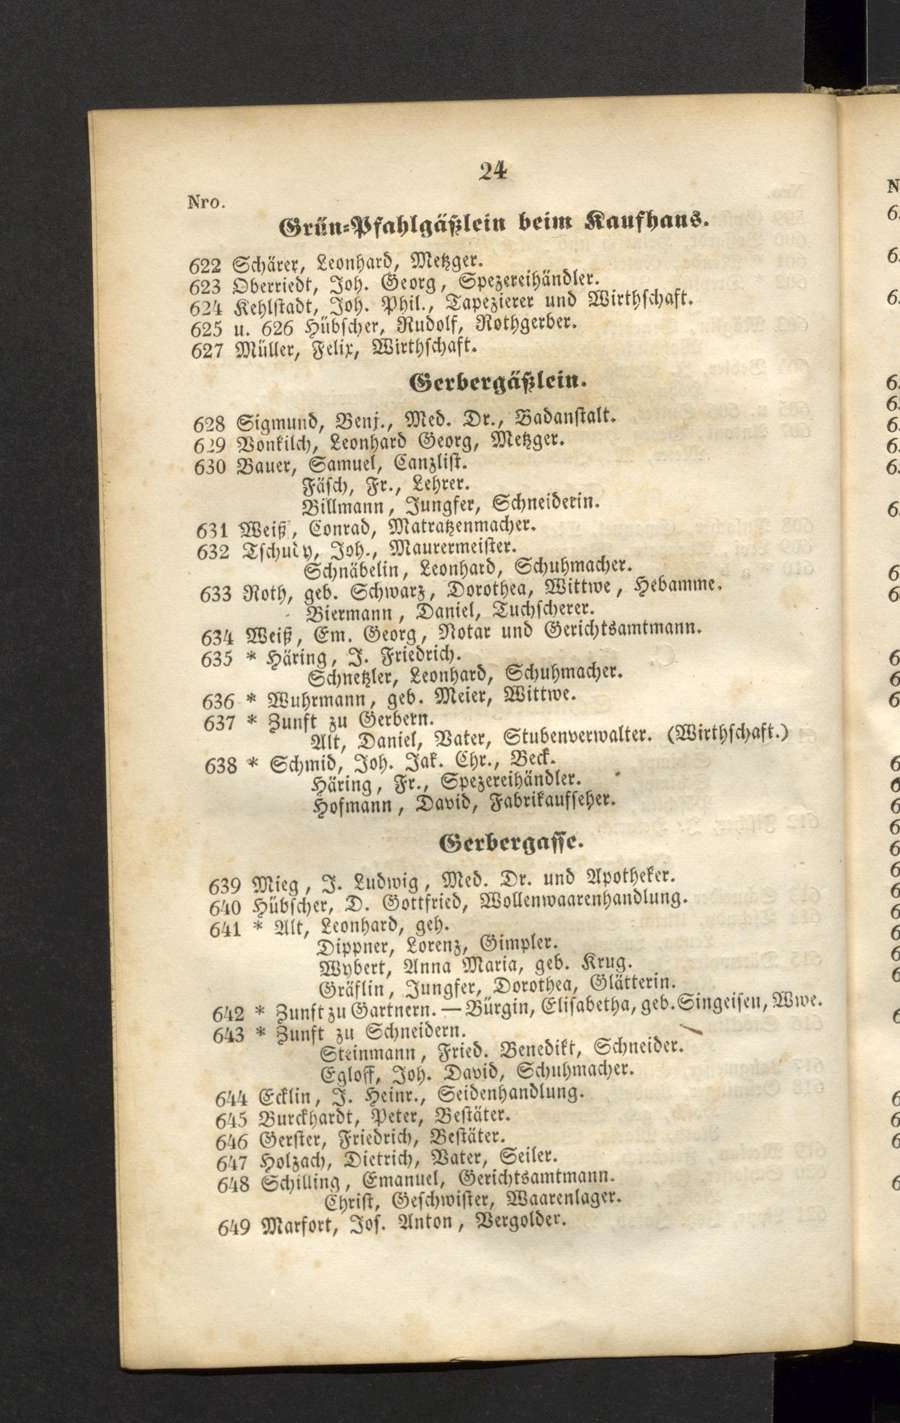 24
Nro.
Grün-Pfahlgäßlein beim Kaufhaus.
622 Schärer, Leonhard, Metzger.
623 Oberriedt, Joh. Georg, Spezereihändler.
624 Kehlstadt, Joh. Phil., Tapezierer und Wirthschaft.
625 u. 626 Hübscher, Rudolf, Rothgerber.
627 Müller, Felix, Wirthschaft.
Gerbergäßlein.
628 Sigmund, Benj., Med. Dr., Badanstalt.
629 Vonkilch, Leonhard Georg, Metzger.
630 Bauer, Samuel, Canzlist.
Fäsch, Fr., Lehrer.
Billmann, Jungfer, Schneiderin.
631 Weiß, Conrad, Matratzenmacher.
632 Tschudy, Joh., Maurermeister.
Schnäbelin, Leonhard, Schuhmacher.
633 Roth, geb. Schwarz, Dorothea, Wittwe, Hebamme.
Biermann, Daniel, Tuchscherer.
634 Weiß, Em. Georg, Notar und Gerichtsamtmann.
635 * Häring, J. Friedrich.
Schnetzler, Leonhard, Schuhmacher.
636 * Wuhrmann, geb. Meier, Wittwe.
637 * Zunft zu Gerbern.
Alt, Daniel, Vater, Stubenverwalter. (Wirthschaft.)
638 * Schmid, Joh. Jak. Chr., Beck.
Häring, Fr., Spezereihändler.
Hofmann, David, Fabrikaufseher.
Gerbergasse.
639 Mieg, J. Ludwig, Med. Dr. und Apotheker.
640 Hübscher, D. Gottfried, Wollenwaarenhandlung.
641 * Alt, Leonhard, geh.
Dippner, Lorenz, Gimpler.
Wybert, Anna Maria, geb. Krug.
Gräflin, Jungfer, Dorothea, Glätterin.
642 * Zunft zu Gartnern. — Bürgin, Elisabetha, geb. Singeisen, Wwe.
643 * Zunft zu Schneidern.
Steinmann, Fried. Benedikt, Schneider.
Egloff, Joh. David, Schuhmacher.
644 Ecklin, J. Heinr., Seidenhandlung.
645 Burckhardt, Peter, Bestäter.
646 Gerster, Friedrich, Bestäter.
647 Holzach, Dietrich, Vater, Seiler.
648 Schilling, Emanuel, Gerichtsamtmann.
Christ, Geschwister, Waarenlager.
649 Marfort, Jos. Anton, Vergolder.